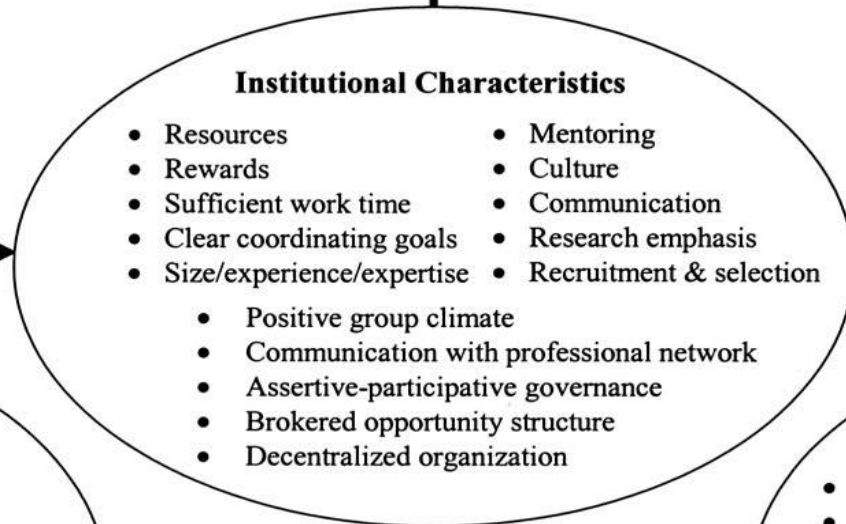 Institutional Characteristics
• Resources
• Rewards
• Sufficient work time
• Clear coordinating goals
• Size/experience/expertise
• Mentoring
• Culture
• Communication
• Research emphasis
• Recruitment & selection
• Positive group climate
• Communication with professional network
• Assertive-participative governance
• Brokered opportunity structure
• Decentralized organization